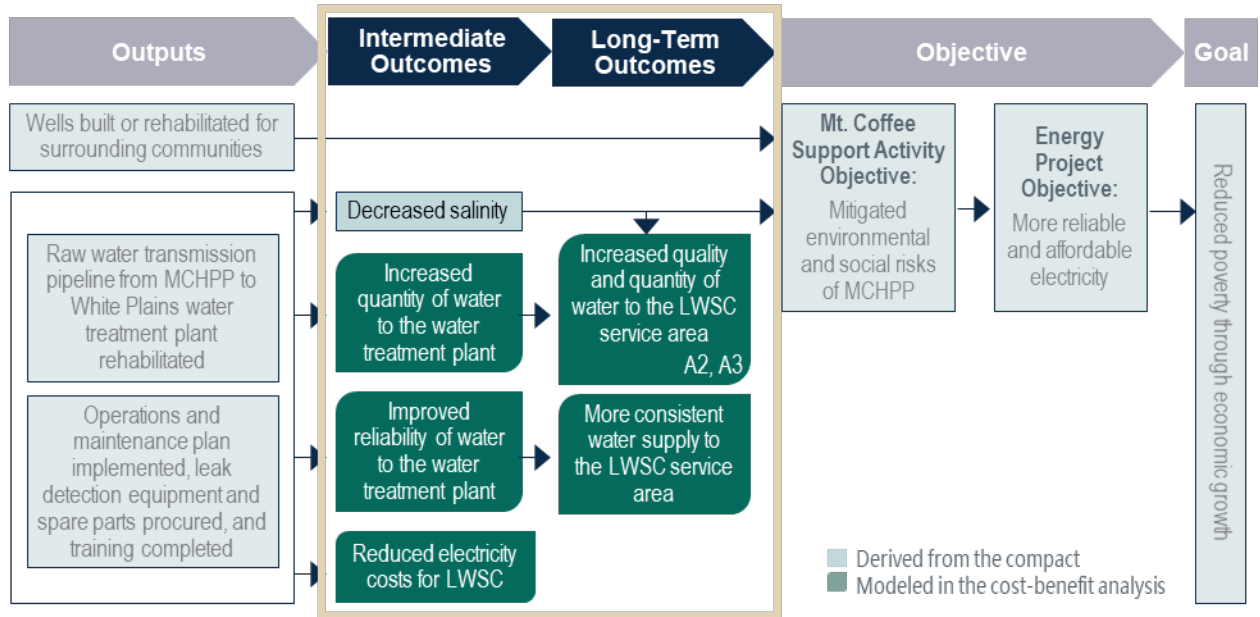 Outputs
Intermediate
Outcomes
Long-Term
Outcomes
Objective
Goal
Wells built or rehabilitated for
surrounding communities
Raw water transmission
pipeline from MCHPP to
White Plains water
treatment plant
rehabilitated
Operations and
maintenance plan
implemented, leak
detection equipment and
spare parts procured, and
training completed
Decreased salinity
Increased
quantity of water
to the water
treatment plant
Improved
reliability of water
to the water
treatment plant
Reduced electricity
costs for LWSC
Increased quality
and quantity of
water to the LWSC
service area
A2, A3
More consistent
water supply to
the LWSC service
area
Mt. Coffee
Support Activity
Objective:
Mitigated
environmental
and social risks
of MCHPP
Energy
Project
Objective:
More reliable
and affordable
electricity
Reduced poverty through economic growth
Derived from the compact
Modeled in the cost-benefit analysis